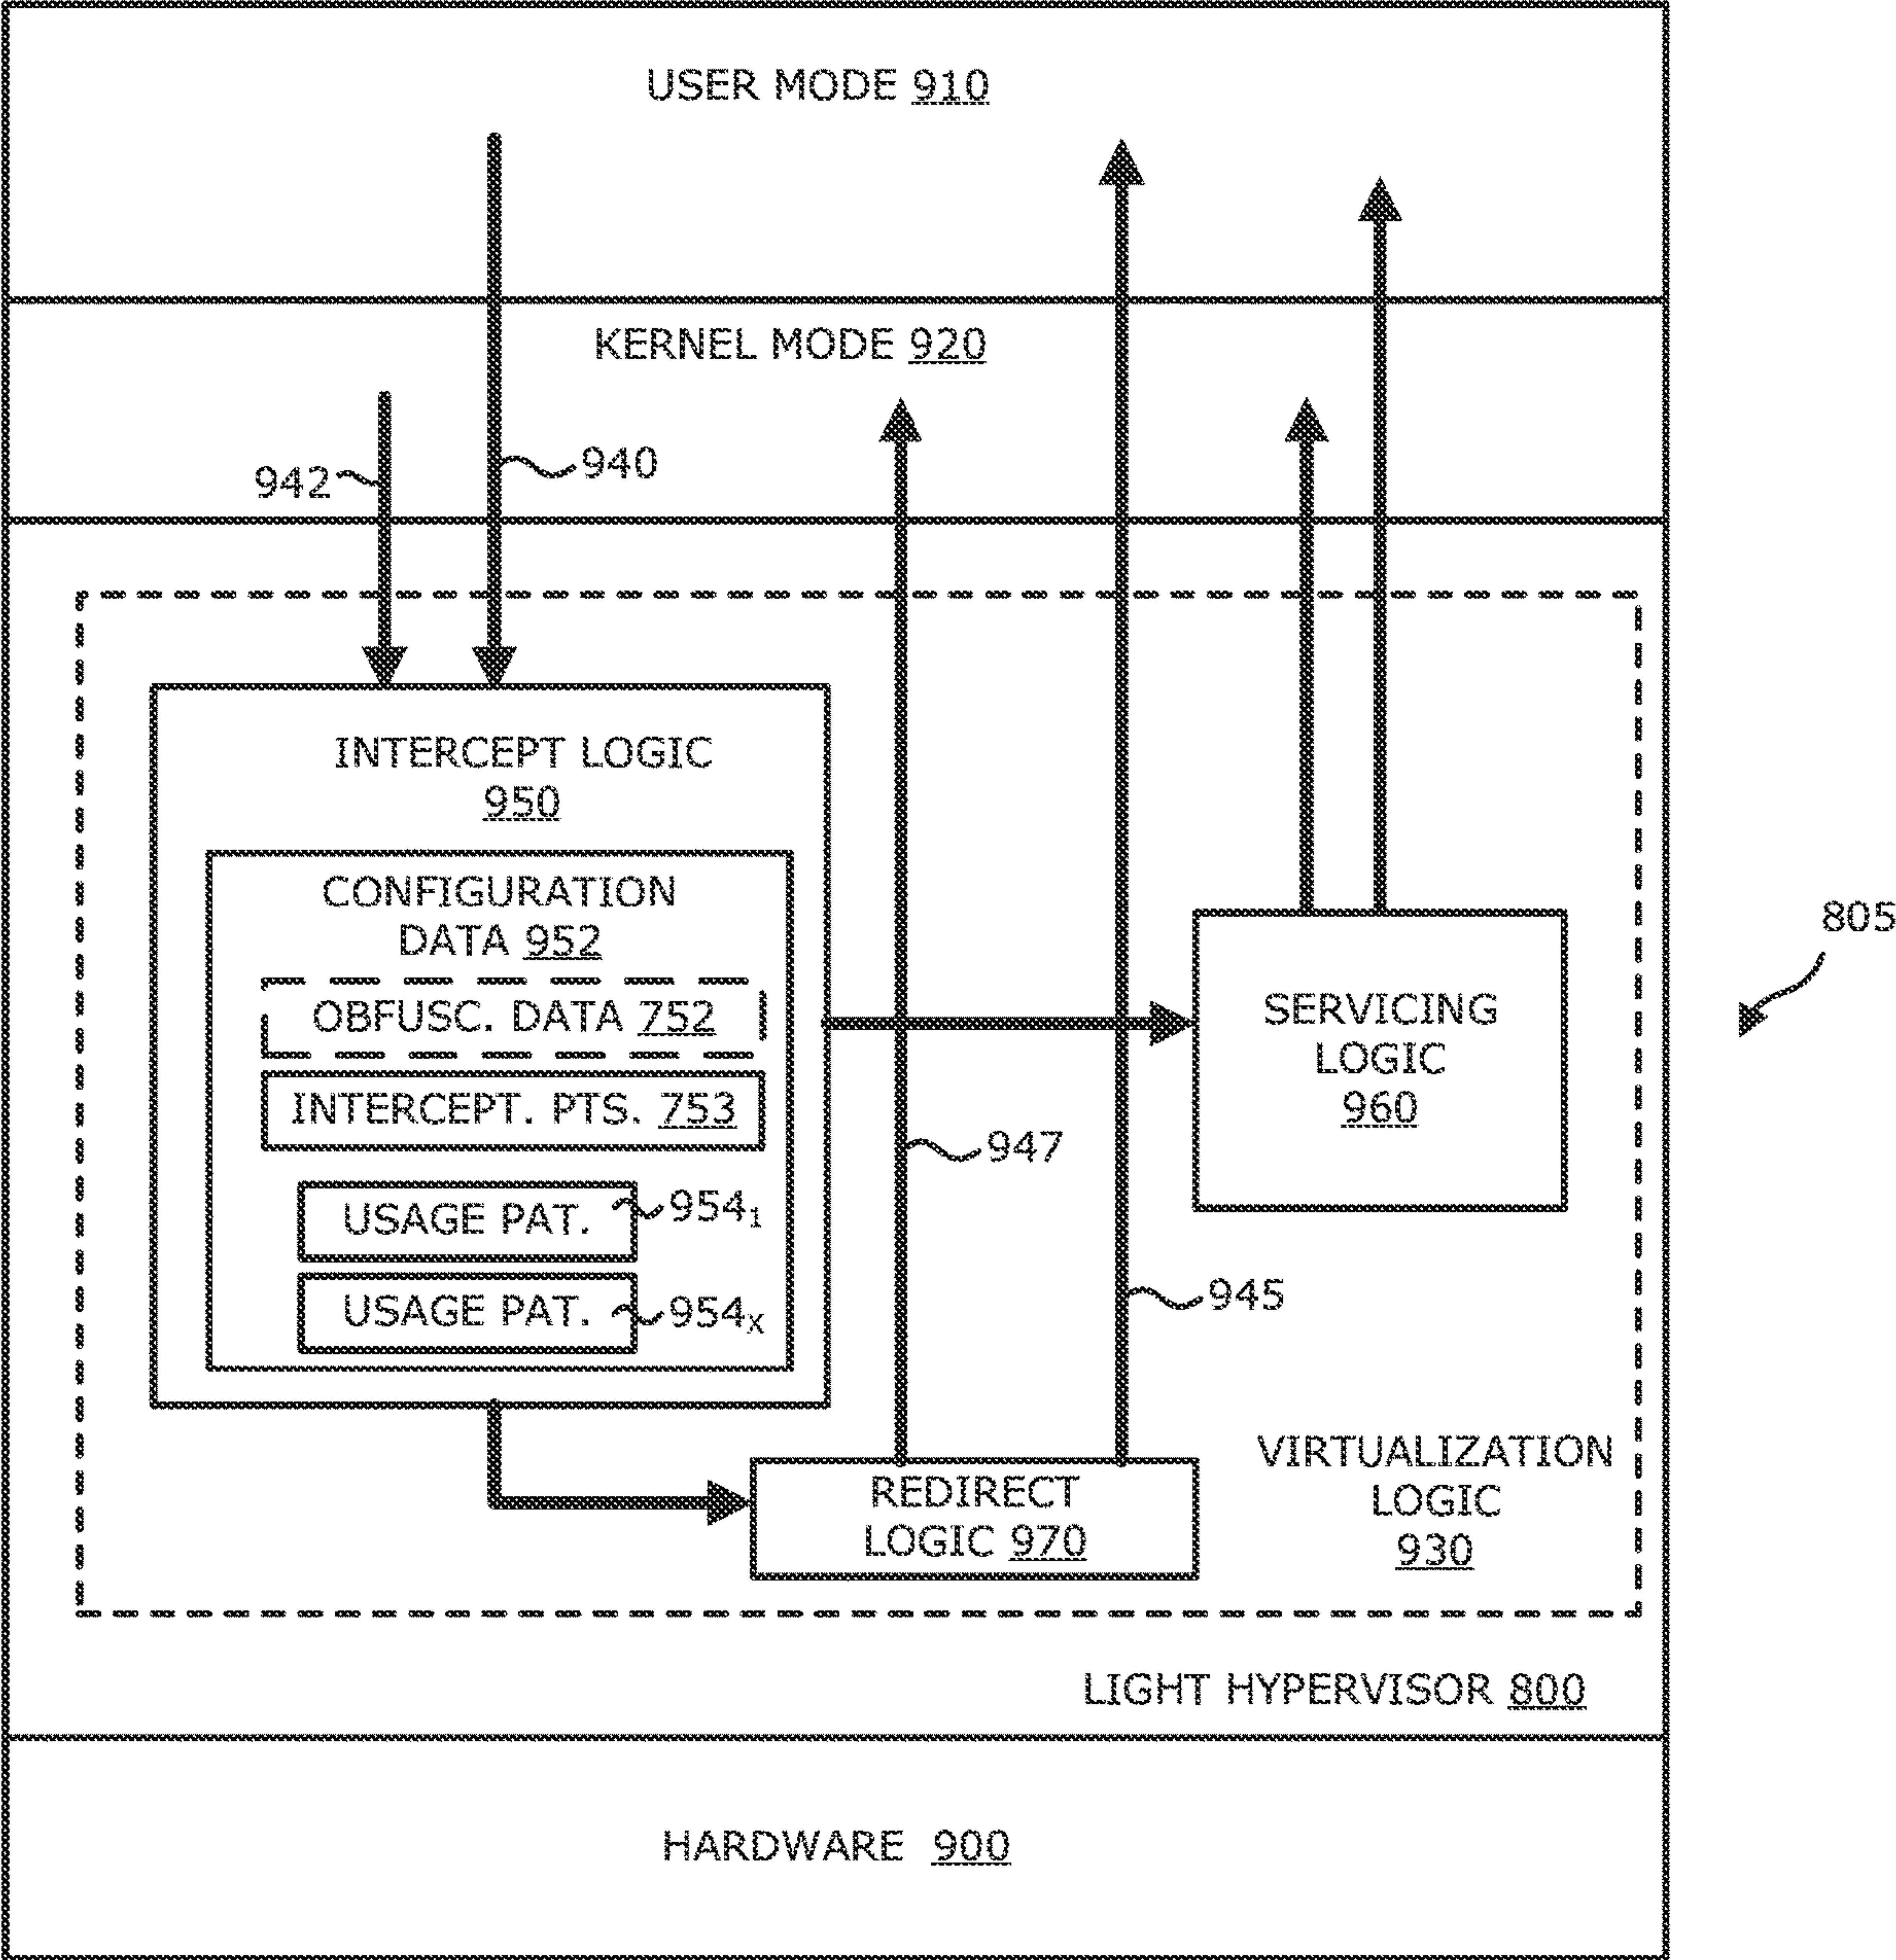 USER MODE 910
KERNEL MODE 920
942
940
INTERCEPT LOGIC
950
CONFIGURATION
DATA 952
OBFUSC. DATA 752
INTERCEPT. PTS. 753
USAGE PAT.
954₁
USAGE PAT.
954ₓ
805
SERVICING
LOGIC
960
947
945
REDIRECT
LOGIC 970
VIRTUALIZATION
LOGIC
930
LIGHT HYPERVISOR 800
HARDWARE 900